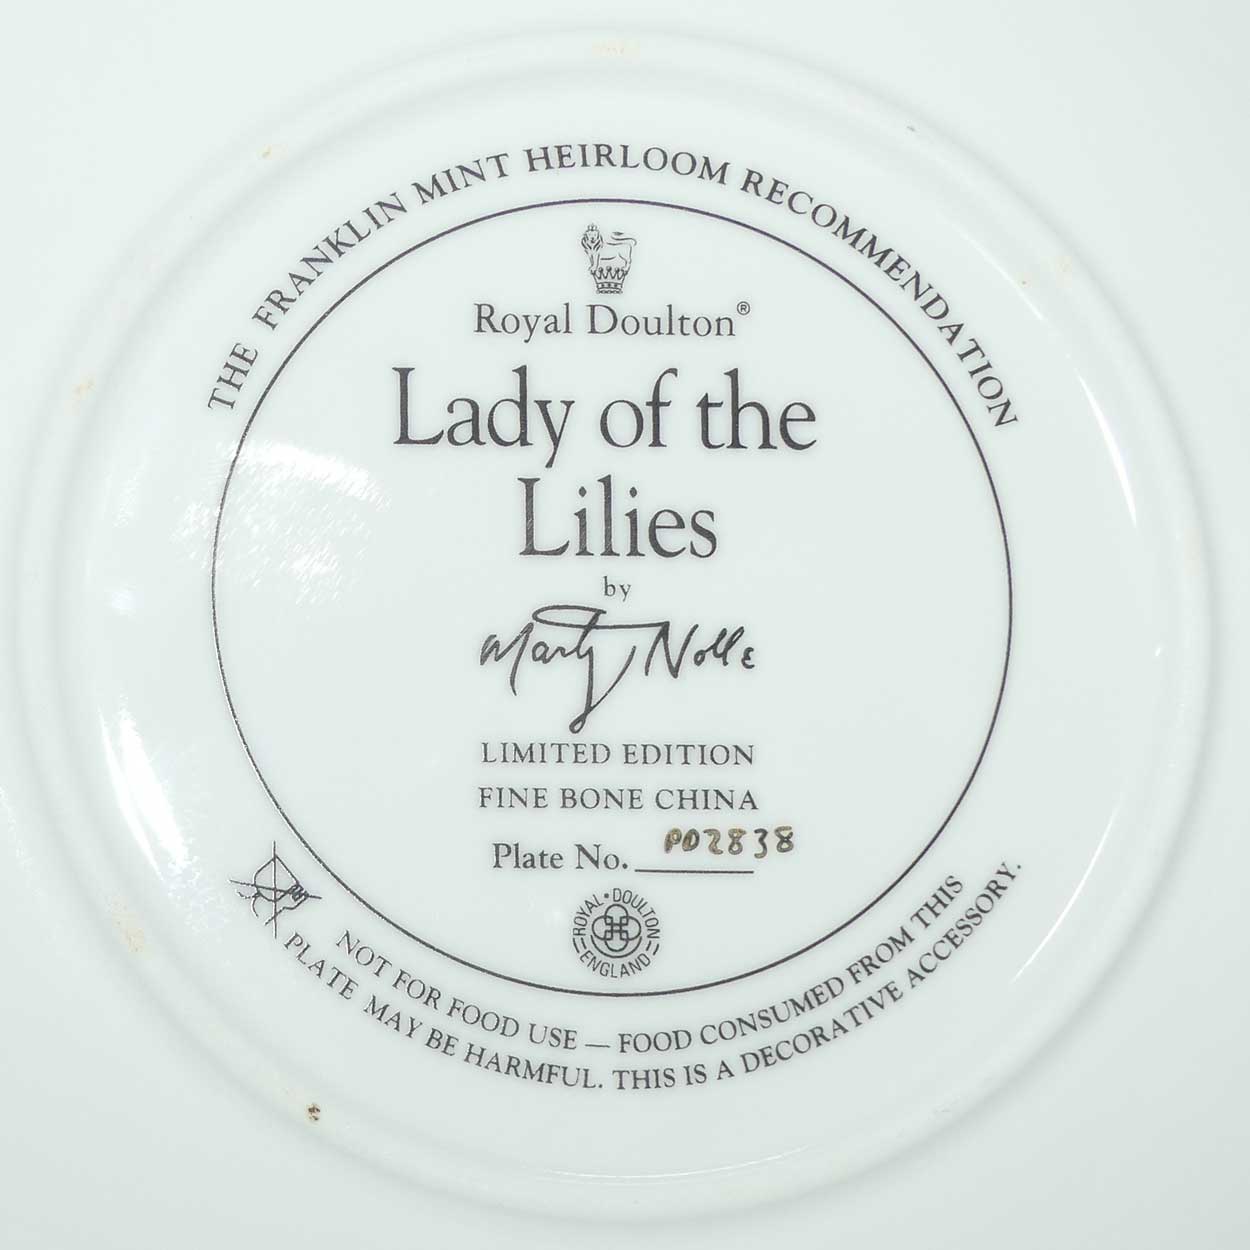 THE FRANKLIN MINT HEIRLOOM RECOMMENDATION
Royal Doulton®
Lady of the
Lilies
by
Marty Nolle
LIMITED EDITION
FINE BONE CHINA
Plate No. PD2838
ROYAL · DOULTON
ENGLAND
NOT FOR FOOD USE — FOOD CONSUMED FROM THIS
PLATE MAY BE HARMFUL. THIS IS A DECORATIVE ACCESSORY.